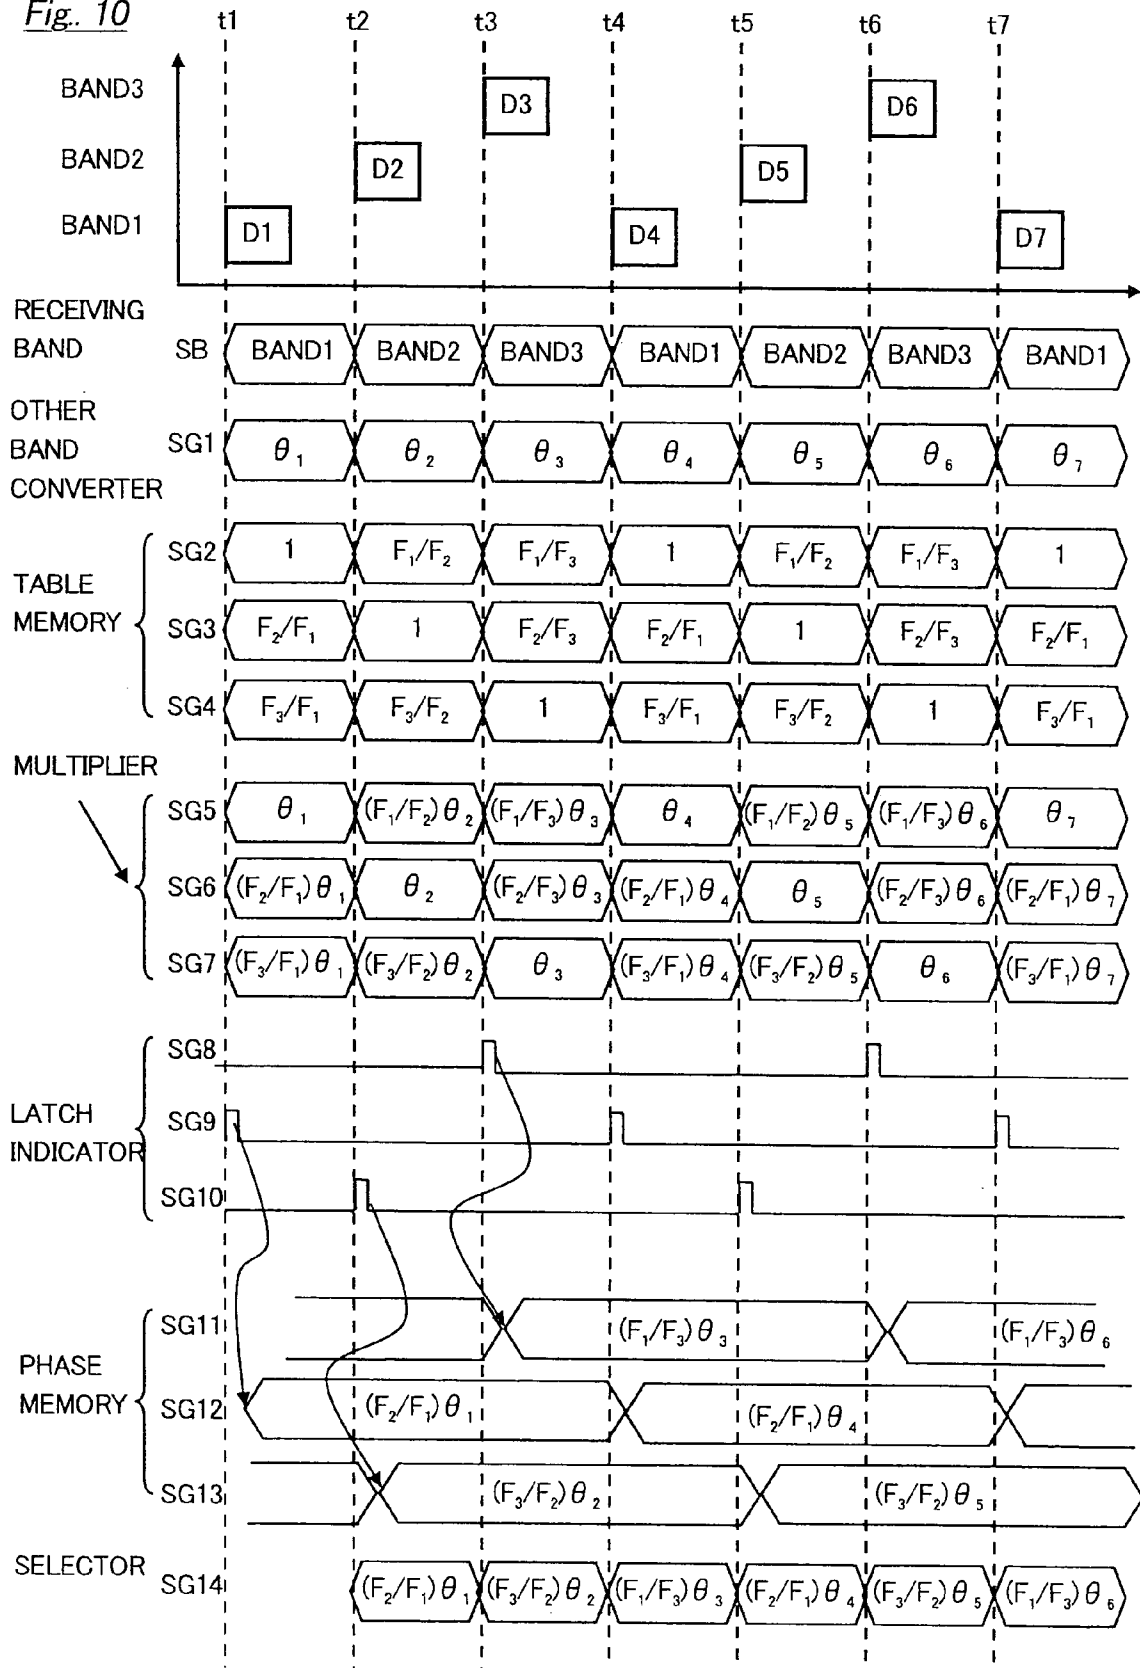 Fig. 10
t1 t2 t3 t4 t5 t6 t7
BAND3 D3 D6
BAND2 D2 D5
BAND1 D1 D4 D7
RECEIVING
BAND SB BAND1 BAND2 BAND3 BAND1 BAND2 BAND3 BAND1
OTHER
BAND SG1 θ₁ θ₂ θ₃ θ₄ θ₅ θ₆ θ₇
CONVERTER
SG2 1 F₁/F₂ F₁/F₃ 1 F₁/F₂ F₁/F₃ 1
TABLE
MEMORY SG3 F₂/F₁ 1 F₂/F₃ F₂/F₁ 1 F₂/F₃ F₂/F₁
SG4 F₃/F₁ F₃/F₂ 1 F₃/F₁ F₃/F₂ 1 F₃/F₁
MULTIPLIER
SG5 θ₁ (F₁/F₂)θ₂ (F₁/F₃)θ₃ θ₄ (F₁/F₂)θ₅ (F₁/F₃)θ₆ θ₇
SG6 (F₂/F₁)θ₁ θ₂ (F₂/F₃)θ₃ (F₂/F₁)θ₄ θ₅ (F₂/F₃)θ₆ (F₂/F₁)θ₇
SG7 (F₃/F₁)θ₁ (F₃/F₂)θ₂ θ₃ (F₃/F₁)θ₄ (F₃/F₂)θ₅ θ₆ (F₃/F₁)θ₇
SG8
LATCH SG9
INDICATOR
SG10
SG11 (F₁/F₃)θ₃ (F₁/F₃)θ₆
PHASE
MEMORY SG12 (F₂/F₁)θ₁ (F₂/F₁)θ₄
SG13 (F₃/F₂)θ₂ (F₃/F₂)θ₅
SELECTOR SG14 (F₂/F₁)θ₁ (F₃/F₂)θ₂ (F₁/F₃)θ₃ (F₂/F₁)θ₄ (F₃/F₂)θ₅ (F₁/F₃)θ₆